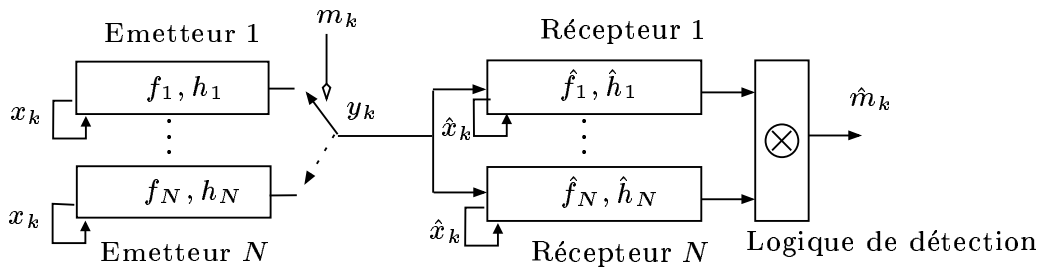 Emetteur 1
m_k
Récepteur 1
f_1, h_1
x_k
y_k
f̂_1, ĥ_1
x̂_k
m̂_k
⊗
f_N, h_N
x_k
f̂_N, ĥ_N
x̂_k
Emetteur N
Récepteur N
Logique de détection